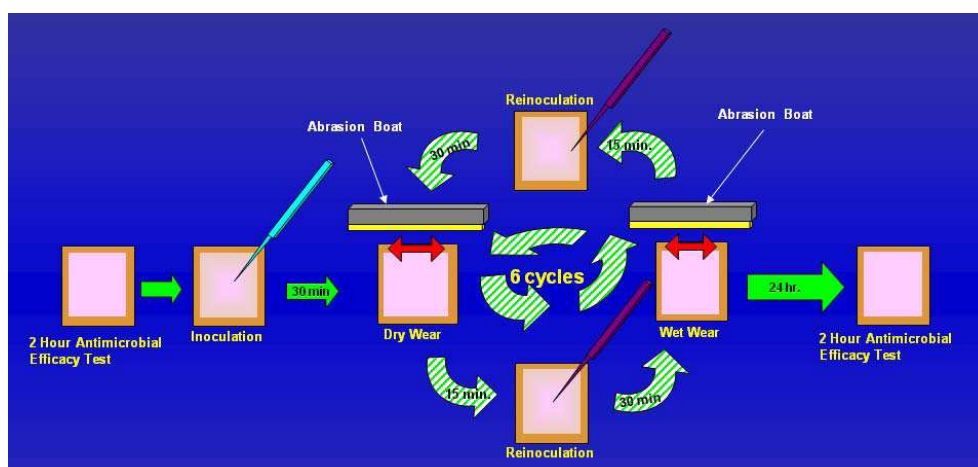 Reinoculation
Abrasion Boat
Abrasion Boat
30 min
15 min.
6 cycles
30 min
24 hr.
Inoculation
Dry Wear
Wet Wear
2 Hour Antimicrobial
Efficacy Test
2 Hour Antimicrobial
Efficacy Test
15 min.
30 min
Reinoculation